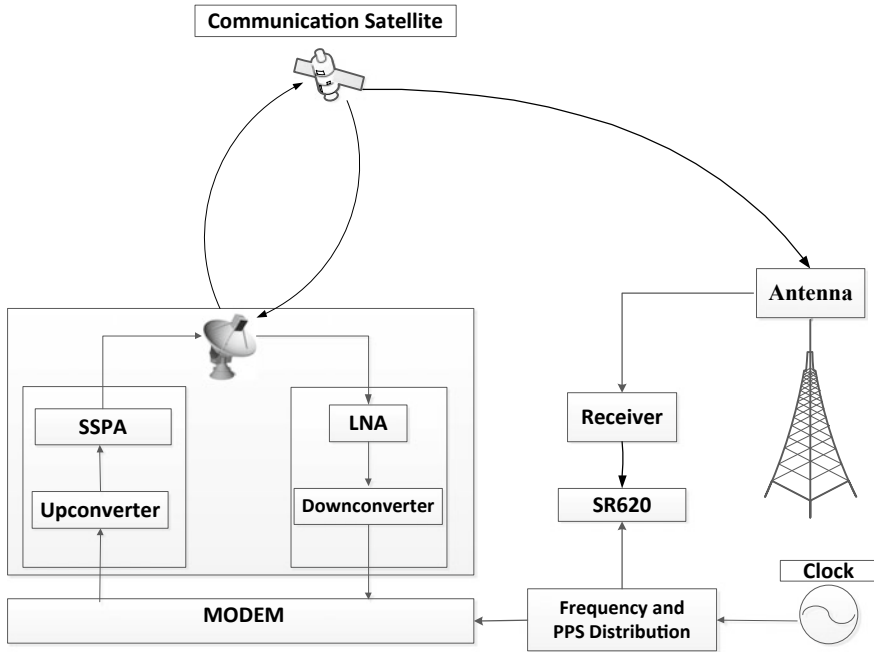 Communication Satellite
Antenna
SSPA
LNA
Receiver
Upconverter
Downconverter
SR620
Clock
MODEM
Frequency and
PPS Distribution